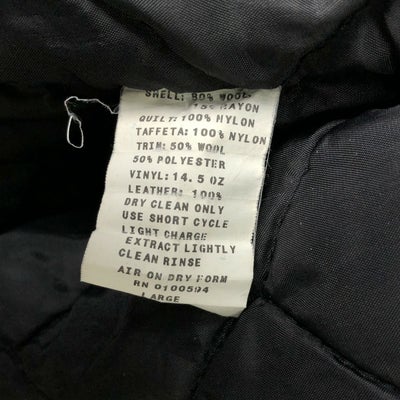 SHELL: 80% WOOL
RAYON
QUILT: 100% NYLON
TAFFETA: 100% NYLON
TRIM: 50% WOOL
50% POLYESTER
VINYL: 14.5 OZ
LEATHER: 100%
DRY CLEAN ONLY
USE SHORT CYCLE
LIGHT CHARGE
EXTRACT LIGHTLY
CLEAN RINSE
AIR ON DRY FORM
RN 0100594
LARGE